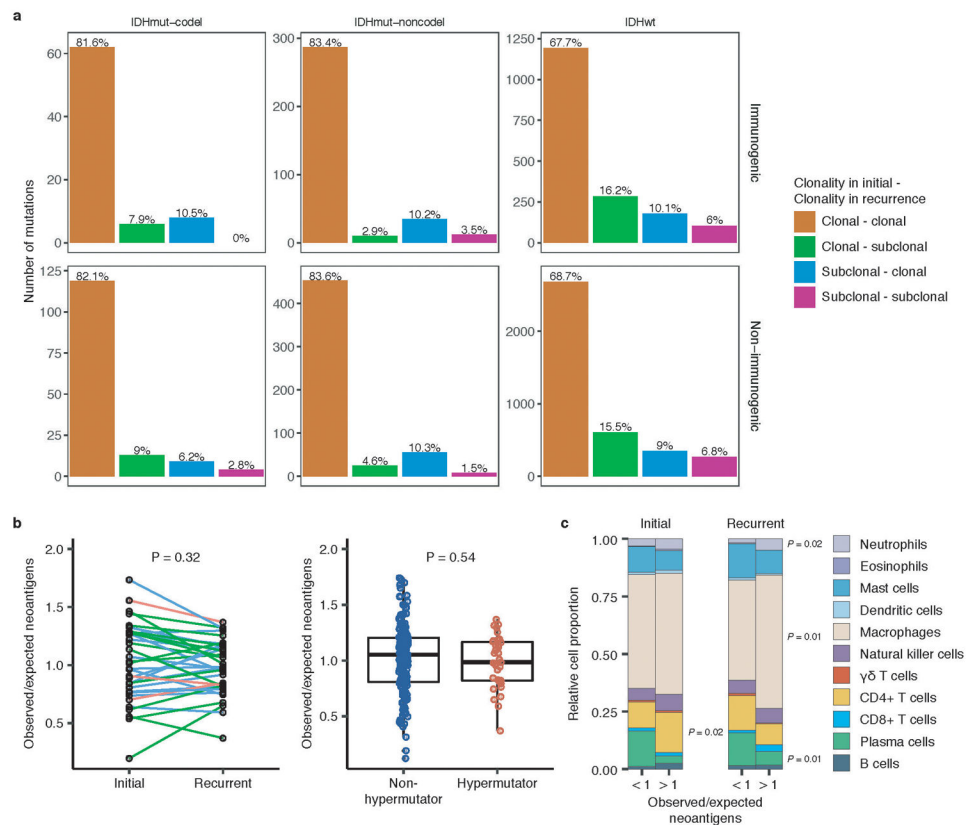 a
IDHmut–codel
IDHmut–noncodel
IDHwt
Number of mutations
60
40
20
0
81.6%
7.9%
10.5%
0%
300
200
100
0
83.4%
2.9%
10.2%
3.5%
1250
1000
750
500
250
0
67.7%
16.2%
10.1%
6%
Immunogenic
125
100
75
50
25
0
82.1%
9%
6.2%
2.8%
400
300
200
100
0
83.6%
4.6%
10.3%
1.5%
2000
1000
0
68.7%
15.5%
9%
6.8%
Non–immunogenic
Clonality in initial -
Clonality in recurrence
Clonal - clonal
Clonal - subclonal
Subclonal - clonal
Subclonal - subclonal
b
Observed/expected neoantigens
2.0
1.5
1.0
0.5
P = 0.32
Initial
Recurrent
Observed/expected neoantigens
2.0
1.5
1.0
0.5
P = 0.54
Non-
hypermutator
Hypermutator
c
Initial
Recurrent
Relative cell proportion
1.00
0.75
0.50
0.25
0.00
P = 0.02
P = 0.02
P = 0.01
P = 0.01
< 1
> 1
< 1
> 1
Observed/expected
neoantigens
Neutrophils
Eosinophils
Mast cells
Dendritic cells
Macrophages
Natural killer cells
γδ T cells
CD4+ T cells
CD8+ T cells
Plasma cells
B cells